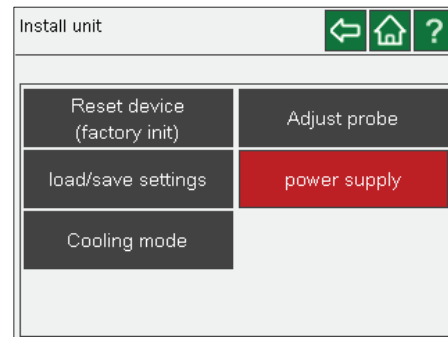 Install unit
?
Reset device
(factory init)
Adjust probe
load/save settings
power supply
Cooling mode